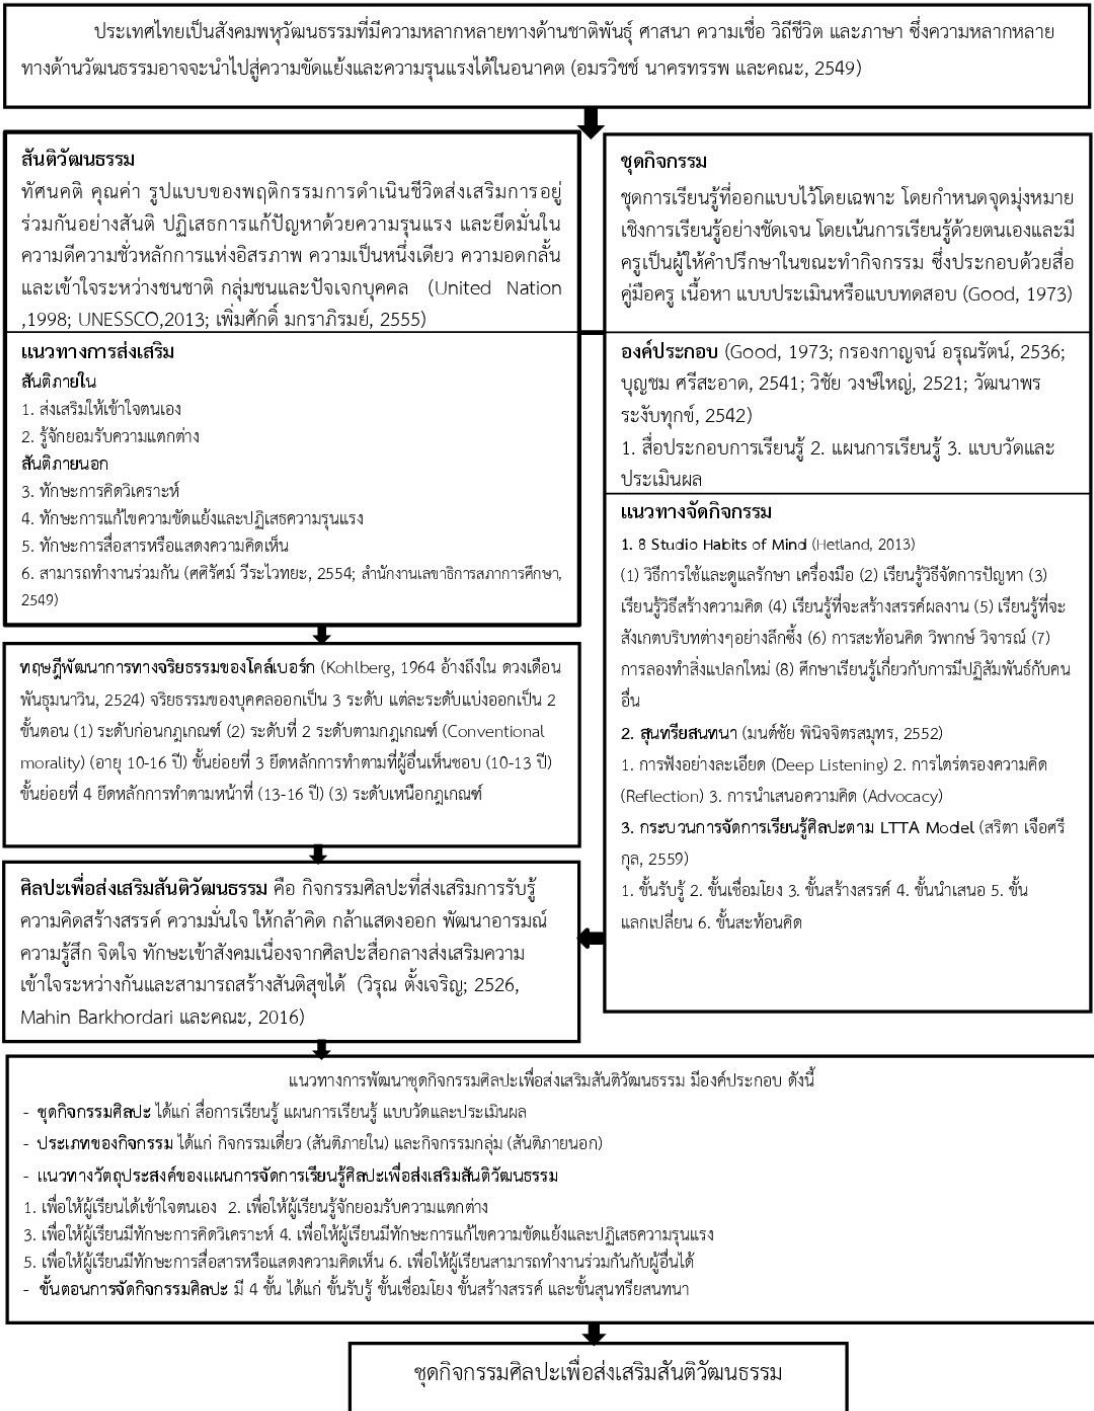 ประเทศไทยเป็นสังคมพหุวัฒนธรรมที่มีความหลากหลายทางด้านชาติพันธุ์ ศาสนา ความเชื่อ วิถีชีวิต และภาษา ซึ่งความหลากหลาย
ทางด้านวัฒนธรรมอาจจะนำไปสู่ความขัดแย้งและความรุนแรงได้ในอนาคต (อมรวิชช์ นาครทรรพ และคณะ, 2549)
สันติวัฒนธรรม
ทัศนคติ คุณค่า รูปแบบของพฤติกรรมการดำเนินชีวิตส่งเสริมการอยู่
ร่วมกันอย่างสันติ ปฏิเสธการแก้ปัญหาด้วยความรุนแรง และยึดมั่นใน
ความดีความชั่วหลักการแห่งอิสรภาพ ความเป็นหนึ่งเดียว ความอดกลั้น
และเข้าใจระหว่างชนชาติ กลุ่มชนและปัจเจกบุคคล (United Nation
,1998; UNESSCO,2013; เพิ่มศักดิ์ มกราภิรมย์, 2555)
แนวทางการส่งเสริม
สันติภายใน
1. ส่งเสริมให้เข้าใจตนเอง
2. รู้จักยอมรับความแตกต่าง
สันติภายนอก
3. ทักษะการคิดวิเคราะห์
4. ทักษะการแก้ไขความขัดแย้งและปฏิเสธความรุนแรง
5. ทักษะการสื่อสารหรือแสดงความคิดเห็น
6. สามารถทำงานร่วมกัน (ศศิรัศม์ วีระไวทยะ, 2554; สำนักงานเลขาธิการสภาการศึกษา,
2549)
ทฤษฎีพัฒนาการทางจริยธรรมของโคล์เบอร์ก (Kohlberg, 1964 อ้างถึงใน ดวงเดือน
พันธุมนาวิน, 2524) จริยธรรมของบุคคลออกเป็น 3 ระดับ แต่ละระดับแบ่งออกเป็น 2
ขั้นตอน (1) ระดับก่อนกฎเกณฑ์ (2) ระดับที่ 2 ระดับตามกฎเกณฑ์ (Conventional
morality) (อายุ 10-16 ปี) ขั้นย่อยที่ 3 ยึดหลักการทำตามที่ผู้อื่นเห็นชอบ (10-13 ปี)
ขั้นย่อยที่ 4 ยึดหลักการทำตามหน้าที่ (13-16 ปี) (3) ระดับเหนือกฎเกณฑ์
ศิลปะเพื่อส่งเสริมสันติวัฒนธรรม คือ กิจกรรมศิลปะที่ส่งเสริมการรับรู้
ความคิดสร้างสรรค์ ความมั่นใจ ให้กล้าคิด กล้าแสดงออก พัฒนาอารมณ์
ความรู้สึก จิตใจ ทักษะเข้าสังคมเนื่องจากศิลปะสื่อกลางส่งเสริมความ
เข้าใจระหว่างกันและสามารถสร้างสันติสุขได้ (วิรุณ ตั้งเจริญ; 2526,
Mahin Barkhordari และคณะ, 2016)
ชุดกิจกรรม
ชุดการเรียนรู้ที่ออกแบบไว้โดยเฉพาะ โดยกำหนดจุดมุ่งหมาย
เชิงการเรียนรู้อย่างชัดเจน โดยเน้นการเรียนรู้ด้วยตนเองและมี
ครูเป็นผู้ให้คำปรึกษาในขณะทำกิจกรรม ซึ่งประกอบด้วยสื่อ
คู่มือครู เนื้อหา แบบประเมินหรือแบบทดสอบ (Good, 1973)
องค์ประกอบ (Good, 1973; กรองกาญจน์ อรุณรัตน์, 2536;
บุญชม ศรีสะอาด, 2541; วิชัย วงษ์ใหญ่, 2521; วัฒนาพร
ระงับทุกข์, 2542)
1. สื่อประกอบการเรียนรู้ 2. แผนการเรียนรู้ 3. แบบวัดและ
ประเมินผล
แนวทางจัดกิจกรรม
1. 8 Studio Habits of Mind (Hetland, 2013)
(1) วิธีการใช้และดูแลรักษา เครื่องมือ (2) เรียนรู้วิธีจัดการปัญหา (3)
เรียนรู้วิธีสร้างความคิด (4) เรียนรู้ที่จะสร้างสรรค์ผลงาน (5) เรียนรู้ที่จะ
สังเกตบริบทต่างๆอย่างลึกซึ้ง (6) การสะท้อนคิด วิพากษ์ วิจารณ์ (7)
การลองทำสิ่งแปลกใหม่ (8) ศึกษาเรียนรู้เกี่ยวกับการมีปฏิสัมพันธ์กับคน
อื่น
2. สุนทรียสนทนา (มนต์ชัย พินิจจิตรสมุทร, 2552)
1. การฟังอย่างละเอียด (Deep Listening) 2. การไตร่ตรองความคิด
(Reflection) 3. การนำเสนอความคิด (Advocacy)
3. กระบวนการจัดการเรียนรู้ศิลปะตาม LTTA Model (สริตา เจือศรี
กุล, 2559)
1. ขั้นรับรู้ 2. ขั้นเชื่อมโยง 3. ขั้นสร้างสรรค์ 4. ขั้นนำเสนอ 5. ขั้น
แลกเปลี่ยน 6. ขั้นสะท้อนคิด
แนวทางการพัฒนาชุดกิจกรรมศิลปะเพื่อส่งเสริมสันติวัฒนธรรม มีองค์ประกอบ ดังนี้
- ชุดกิจกรรมศิลปะ ได้แก่ สื่อการเรียนรู้ แผนการเรียนรู้ แบบวัดและประเมินผล
- ประเภทของกิจกรรม ได้แก่ กิจกรรมเดี่ยว (สันติภายใน) และกิจกรรมกลุ่ม (สันติภายนอก)
- แนวทางวัตถุประสงค์ของแผนการจัดการเรียนรู้ศิลปะเพื่อส่งเสริมสันติวัฒนธรรม
1. เพื่อให้ผู้เรียนได้เข้าใจตนเอง 2. เพื่อให้ผู้เรียนรู้จักยอมรับความแตกต่าง
3. เพื่อให้ผู้เรียนมีทักษะการคิดวิเคราะห์ 4. เพื่อให้ผู้เรียนมีทักษะการแก้ไขความขัดแย้งและปฏิเสธความรุนแรง
5. เพื่อให้ผู้เรียนมีทักษะการสื่อสารหรือแสดงความคิดเห็น 6. เพื่อให้ผู้เรียนสามารถทำงานร่วมกันกับผู้อื่นได้
- ขั้นตอนการจัดกิจกรรมศิลปะ มี 4 ขั้น ได้แก่ ขั้นรับรู้ ขั้นเชื่อมโยง ขั้นสร้างสรรค์ และขั้นสุนทรียสนทนา
ชุดกิจกรรมศิลปะเพื่อส่งเสริมสันติวัฒนธรรม